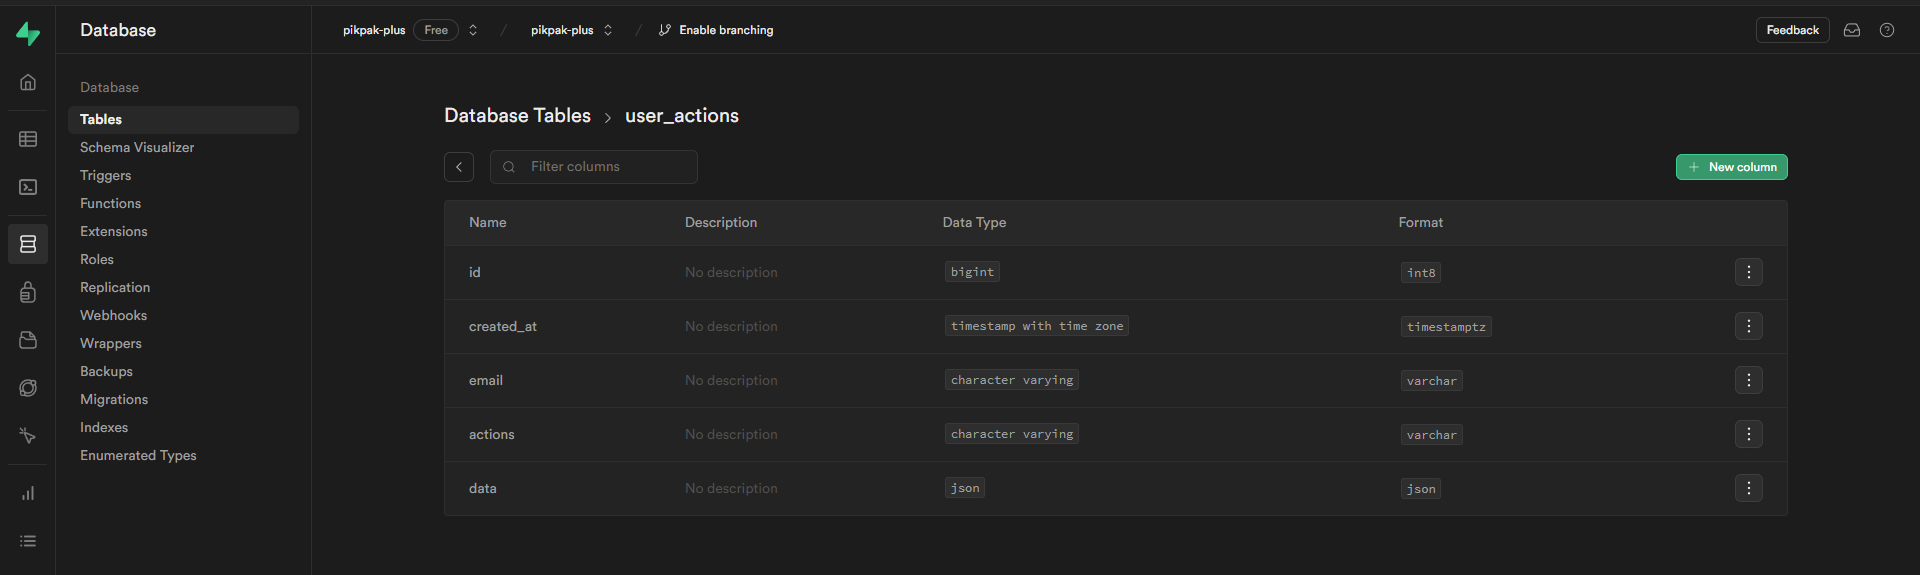 Database
pikpak-plus Free / pikpak-plus / Enable branching
Feedback
Database
Tables
Schema Visualizer
Triggers
Functions
Extensions
Roles
Replication
Webhooks
Wrappers
Backups
Migrations
Indexes
Enumerated Types
Database Tables > user_actions
Filter columns
+ New column
Name Description Data Type Format
id No description bigint int8
created_at No description timestamp with time zone timestamptz
email No description character varying varchar
actions No description character varying varchar
data No description json json